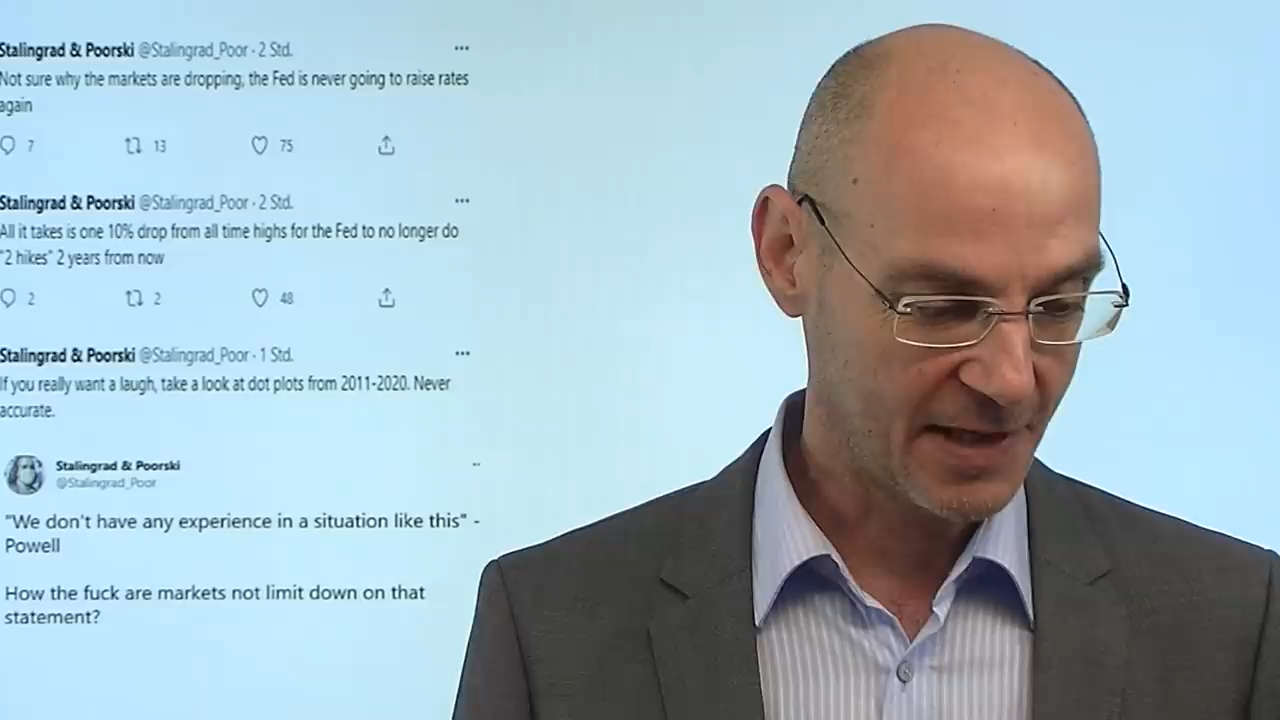 Stalingrad & Poorski @Stalingrad_Poor · 2 Std.
Not sure why the markets are dropping, the Fed is never going to raise rates
again
7 13 75
Stalingrad & Poorski @Stalingrad_Poor · 2 Std.
All it takes is one 10% drop from all time highs for the Fed to no longer do
"2 hikes" 2 years from now
2 2 48
Stalingrad & Poorski @Stalingrad_Poor · 1 Std.
If you really want a laugh, take a look at dot plots from 2011-2020. Never
accurate.
Stalingrad & Poorski
@Stalingrad_Poor
"We don't have any experience in a situation like this" -
Powell
How the fuck are markets not limit down on that
statement?